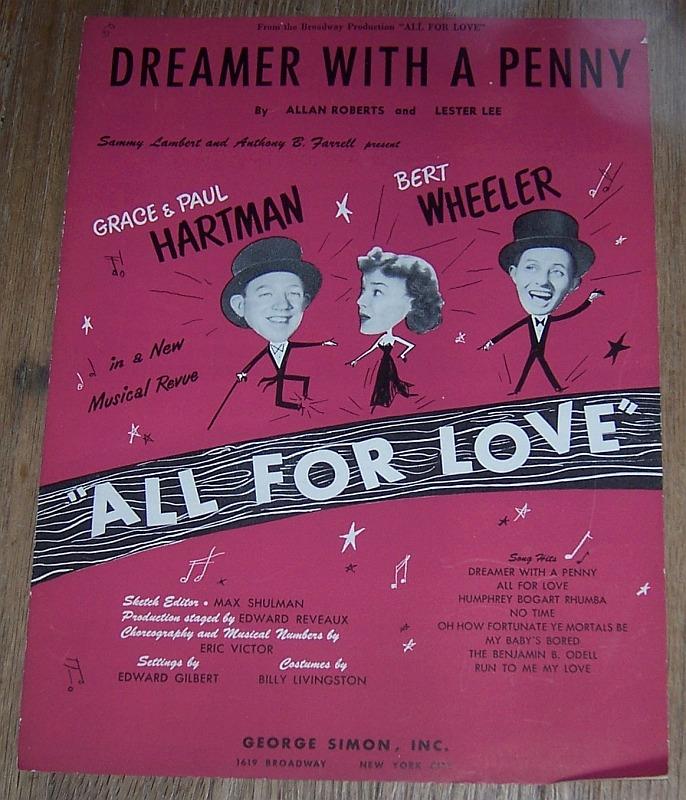 From the Broadway Production "ALL FOR LOVE"
DREAMER WITH A PENNY
By ALLAN ROBERTS and LESTER LEE
Sammy Lambert and Anthony B. Farrell present
GRACE & PAUL
HARTMAN
BERT
WHEELER
in a New
Musical Revue
"ALL FOR LOVE"
Sketch Editor • MAX SHULMAN
Production staged by EDWARD REVEAUX
Choreography and Musical Numbers by
ERIC VICTOR
Settings by
EDWARD GILBERT
Costumes by
BILLY LIVINGSTON
Song Hits
DREAMER WITH A PENNY
ALL FOR LOVE
HUMPHREY BOGART RHUMBA
NO TIME
OH HOW FORTUNATE YE MORTALS BE
MY BABY'S BORED
THE BENJAMIN B. ODELL
RUN TO ME MY LOVE
GEORGE SIMON, INC.
1619 BROADWAY NEW YORK CITY